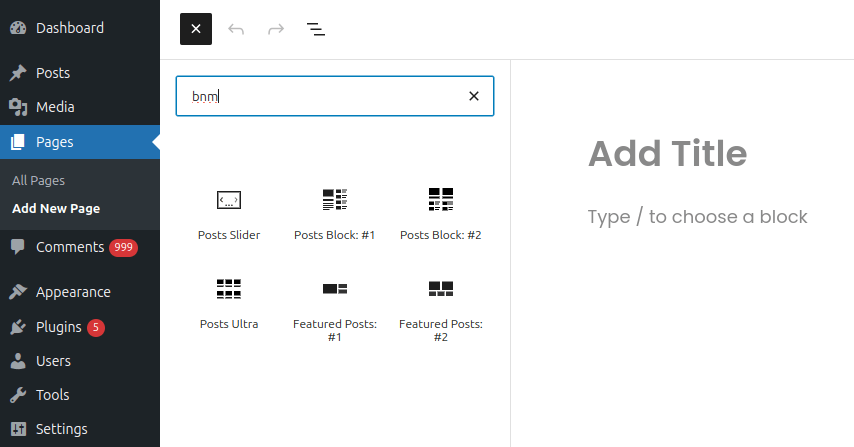 Dashboard
Posts
Media
Pages
All Pages
Add New Page
Comments 999
Appearance
Plugins 5
Users
Tools
Settings
bnm
Posts Slider
Posts Block: #1
Posts Block: #2
Posts Ultra
Featured Posts:
#1
Featured Posts:
#2
Add Title
Type / to choose a block